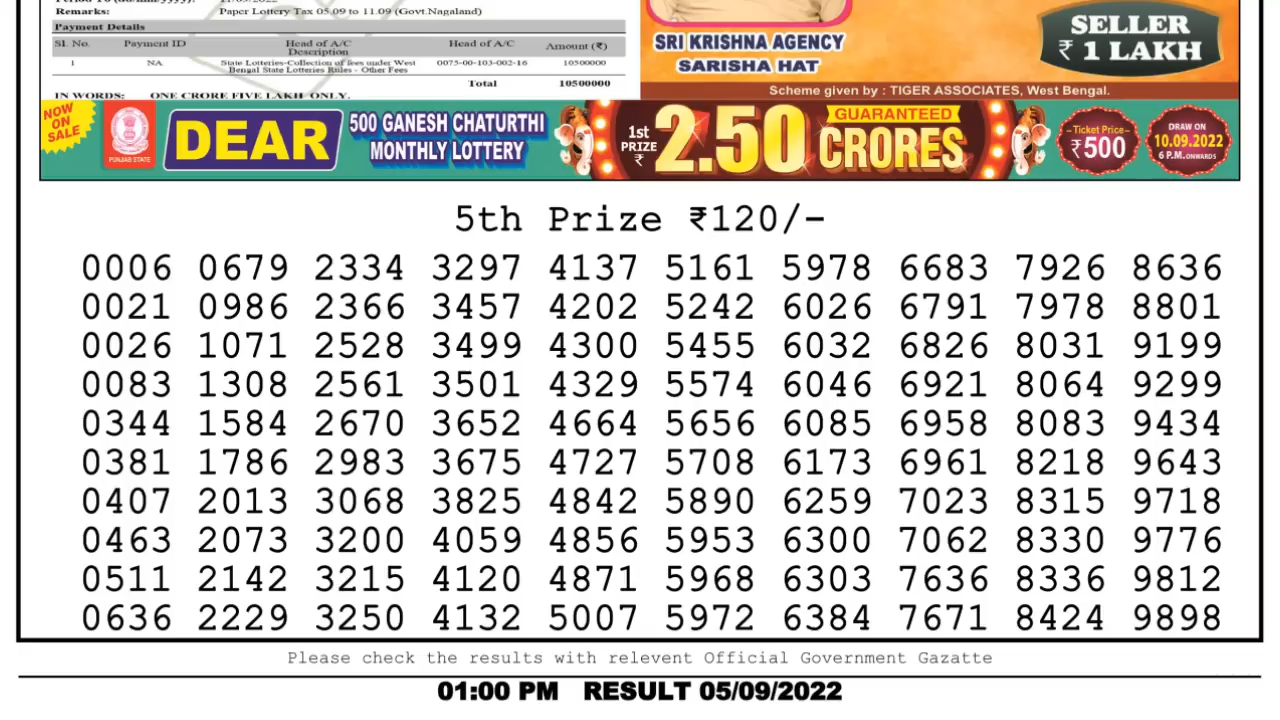 Remarks: Paper Lottery Tax 05.09 to 11.09 (Govt.Nagaland)
Payment Details
Sl. No. Payment ID Head of A/C Description Head of A/C Amount (₹)
1 NA State Lotteries-Collection of fees under West 0075-00-103-002-16 10500000
Bengal State Lotteries Rules - Other Fees
Total 10500000
IN WORDS: ONE CRORE FIVE LAKH ONLY.
SRI KRISHNA AGENCY
SARISHA HAT
SELLER
₹ 1 LAKH
Scheme given by : TIGER ASSOCIATES, West Bengal.
NOW
ON
SALE
PUNJAB STATE
DEAR
500 GANESH CHATURTHI
MONTHLY LOTTERY
1st
PRIZE
₹
2.50
GUARANTEED
CRORES
Ticket Price
₹500
DRAW ON
10.09.2022
6 P.M. ONWARDS
5th Prize ₹120/-
0006 0679 2334 3297 4137 5161 5978 6683 7926 8636
0021 0986 2366 3457 4202 5242 6026 6791 7978 8801
0026 1071 2528 3499 4300 5455 6032 6826 8031 9199
0083 1308 2561 3501 4329 5574 6046 6921 8064 9299
0344 1584 2670 3652 4664 5656 6085 6958 8083 9434
0381 1786 2983 3675 4727 5708 6173 6961 8218 9643
0407 2013 3068 3825 4842 5890 6259 7023 8315 9718
0463 2073 3200 4059 4856 5953 6300 7062 8330 9776
0511 2142 3215 4120 4871 5968 6303 7636 8336 9812
0636 2229 3250 4132 5007 5972 6384 7671 8424 9898
Please check the results with relevent Official Government Gazatte
01:00 PM RESULT 05/09/2022